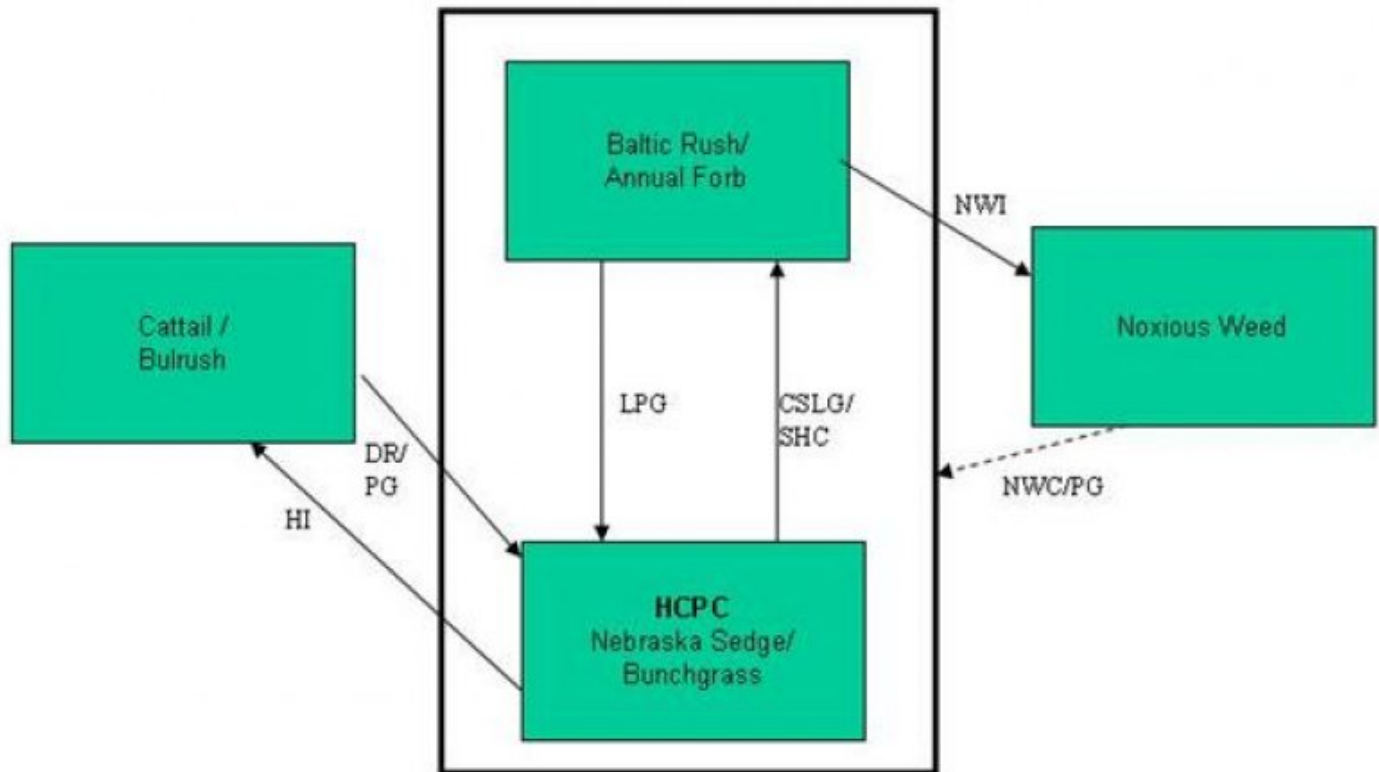 Baltic Rush/
Annual Forb
NWI
Cattail /
Bulrush
Noxious Weed
LPG
CSLG/
SHC
DR/
PG
NWC/PG
HI
HCPC
Nebraska Sedge/
Bunchgrass